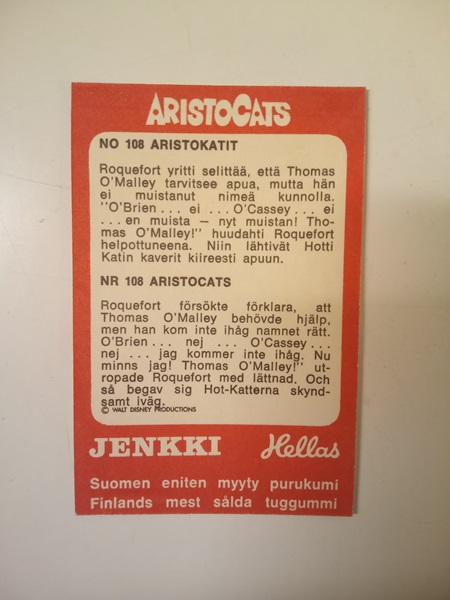 ARISTOCATS
NO 108 ARISTOKATIT
Roquefort yritti selittää, että Thomas
O'Malley tarvitsee apua, mutta hän
ei muistanut nimeä kunnolla.
"O'Brien... ei ... O'Cassey... ei
...en muista — nyt muistan! Tho-
mas O'Malley!" huudahti Roquefort
helpottuneena. Niin lähtivät Hotti
Katin kaverit kiireesti apuun.
NR 108 ARISTOCATS
Roquefort försökte förklara, att
Thomas O'Malley behövde hjälp,
men han kom inte ihåg namnet rätt.
O'Brien... nej ... O'Cassey...
nej ... jag kommer inte ihåg. Nu
minns jag! Thomas O'Malley!" ut-
ropade Roquefort med lättnad. Och
så begav sig Hot-Katterna skynd-
samt iväg.
© WALT DISNEY PRODUCTIONS
JENKKI Hellas
Suomen eniten myyty purukumi
Finlands mest sålda tuggummi